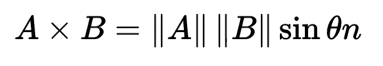 A × B = ‖A‖ ‖B‖ sin θn